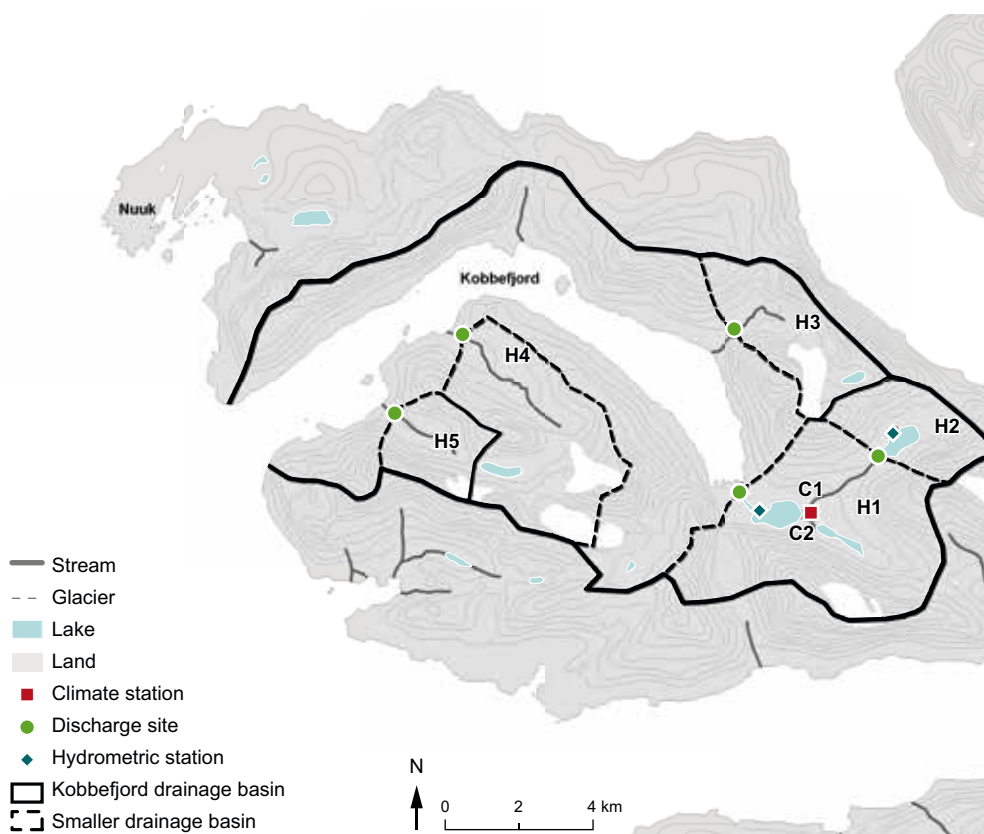 Nuuk
Kobbefjord
H3
H4
H2
H5
C1
H1
C2
Stream
Glacier
Lake
Land
Climate station
Discharge site
Hydrometric station
Kobbefjord drainage basin
Smaller drainage basin
N
0 2 4 km